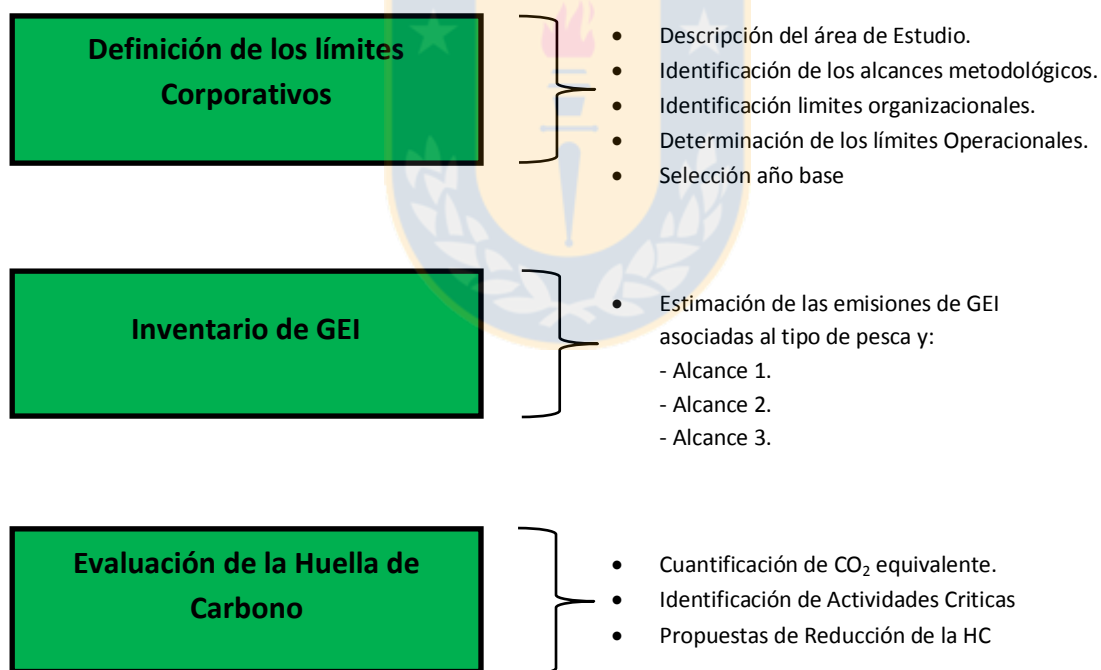 Definición de los límites
Corporativos
• Descripción del área de Estudio.
• Identificación de los alcances metodológicos.
• Identificación limites organizacionales.
• Determinación de los límites Operacionales.
• Selección año base
Inventario de GEI
• Estimación de las emisiones de GEI
asociadas al tipo de pesca y:
- Alcance 1.
- Alcance 2.
- Alcance 3.
Evaluación de la Huella de
Carbono
• Cuantificación de CO₂ equivalente.
• Identificación de Actividades Criticas
• Propuestas de Reducción de la HC